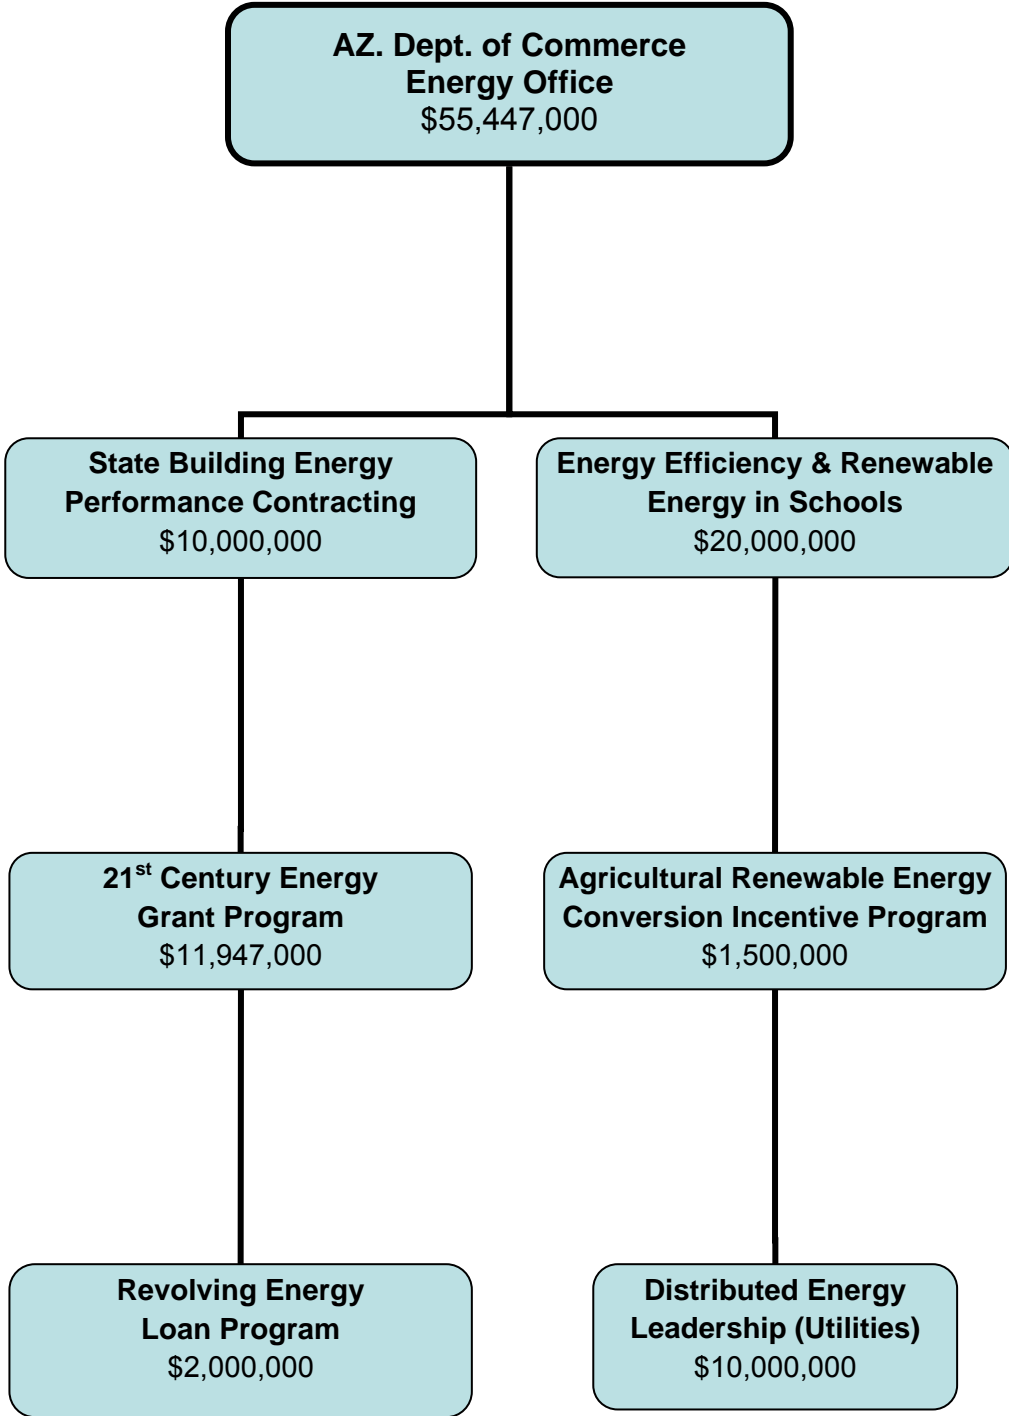 AZ. Dept. of Commerce
Energy Office
$55,447,000
State Building Energy
Performance Contracting
$10,000,000
Energy Efficiency & Renewable
Energy in Schools
$20,000,000
21st Century Energy
Grant Program
$11,947,000
Agricultural Renewable Energy
Conversion Incentive Program
$1,500,000
Revolving Energy
Loan Program
$2,000,000
Distributed Energy
Leadership (Utilities)
$10,000,000